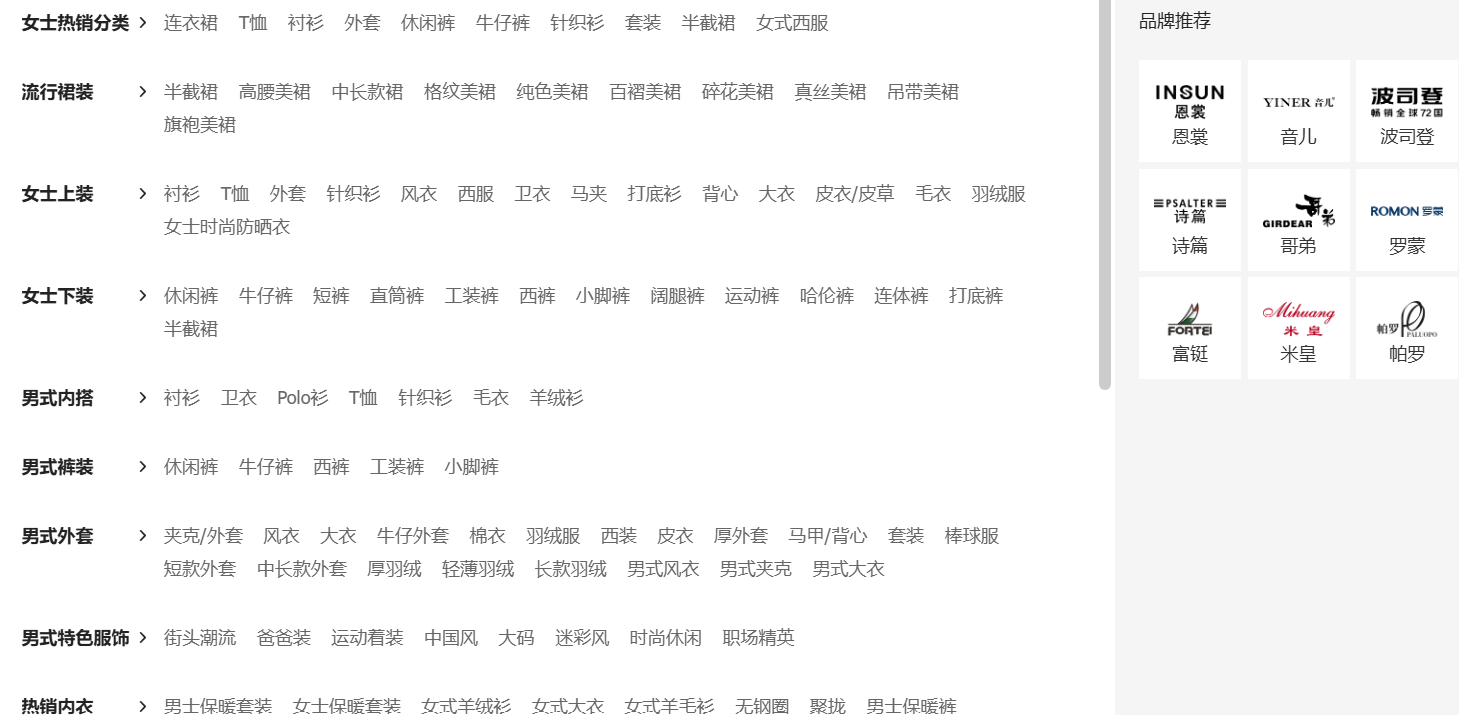 女士热销分类 连衣裙 T恤 衬衫 外套 休闲裤 牛仔裤 针织衫 套装 半截裙 女式西服
流行裙装 半截裙 高腰美裙 中长款裙 格纹美裙 纯色美裙 百褶美裙 碎花美裙 真丝美裙 吊带美裙
旗袍美裙
女士上装 衬衫 T恤 外套 针织衫 风衣 西服 卫衣 马夹 打底衫 背心 大衣 皮衣/皮草 毛衣 羽绒服
女士时尚防晒衣
女士下装 休闲裤 牛仔裤 短裤 直筒裤 工装裤 西裤 小脚裤 阔腿裤 运动裤 哈伦裤 连体裤 打底裤
半截裙
男式内搭 衬衫 卫衣 Polo衫 T恤 针织衫 毛衣 羊绒衫
男式裤装 休闲裤 牛仔裤 西裤 工装裤 小脚裤
男式外套 夹克/外套 风衣 大衣 牛仔外套 棉衣 羽绒服 西装 皮衣 厚外套 马甲/背心 套装 棒球服
短款外套 中长款外套 厚羽绒 轻薄羽绒 长款羽绒 男式风衣 男式夹克 男式大衣
男式特色服饰 街头潮流 爸爸装 运动着装 中国风 大码 迷彩风 时尚休闲 职场精英
热销内衣 男士保暖套装 女士保暖套装 女式羊绒衫 女式大衣 女式羊毛衫 无钢圈 聚拢 男士保暖裤
品牌推荐
INSUN
恩裳
恩裳
YINER 音儿
音儿
波司登
畅销全球72国
波司登
PSALTER
诗篇
诗篇
哥弟
GIRDEAR
哥弟
ROMON 罗蒙
罗蒙
FORTEI
富铤
Mihuang
米皇
米皇
帕罗
PALUOPO
帕罗